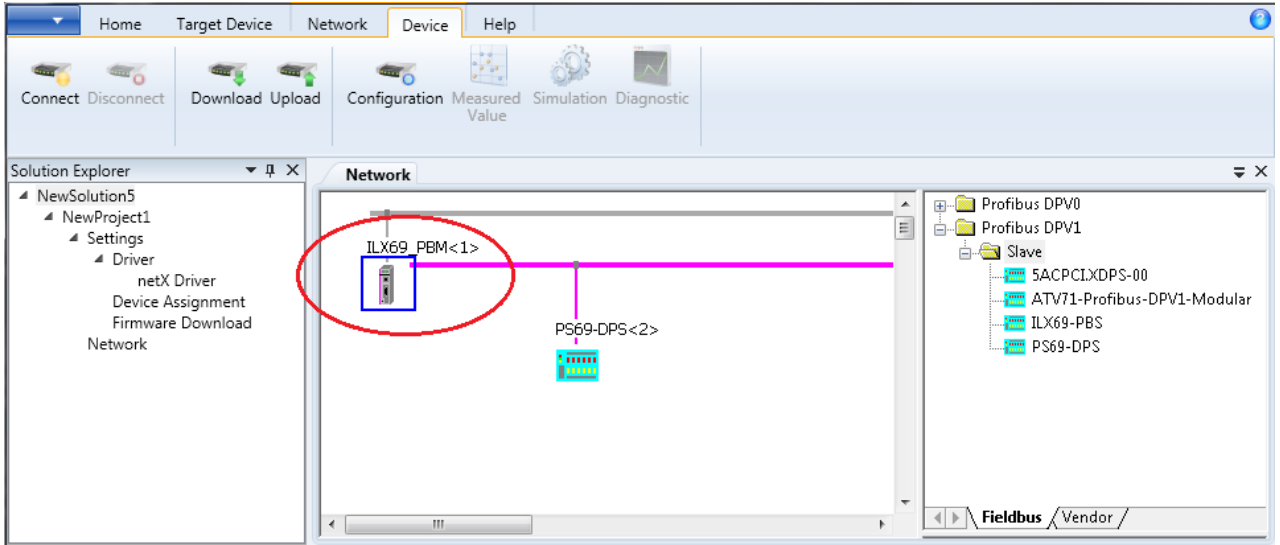 Home Target Device Network Device Help ?
Connect Disconnect Download Upload Configuration Measured Value Simulation Diagnostic
Solution Explorer
NewSolution5
NewProject1
Settings
Driver
netX Driver
Device Assignment
Firmware Download
Network
Network
ILX69_PBM<1>
PS69-DPS<2>
Profibus DPV0
Profibus DPV1
Slave
5ACPCI.XDPS-00
ATV71-Profibus-DPV1-Modular
ILX69-PBS
PS69-DPS
Fieldbus Vendor